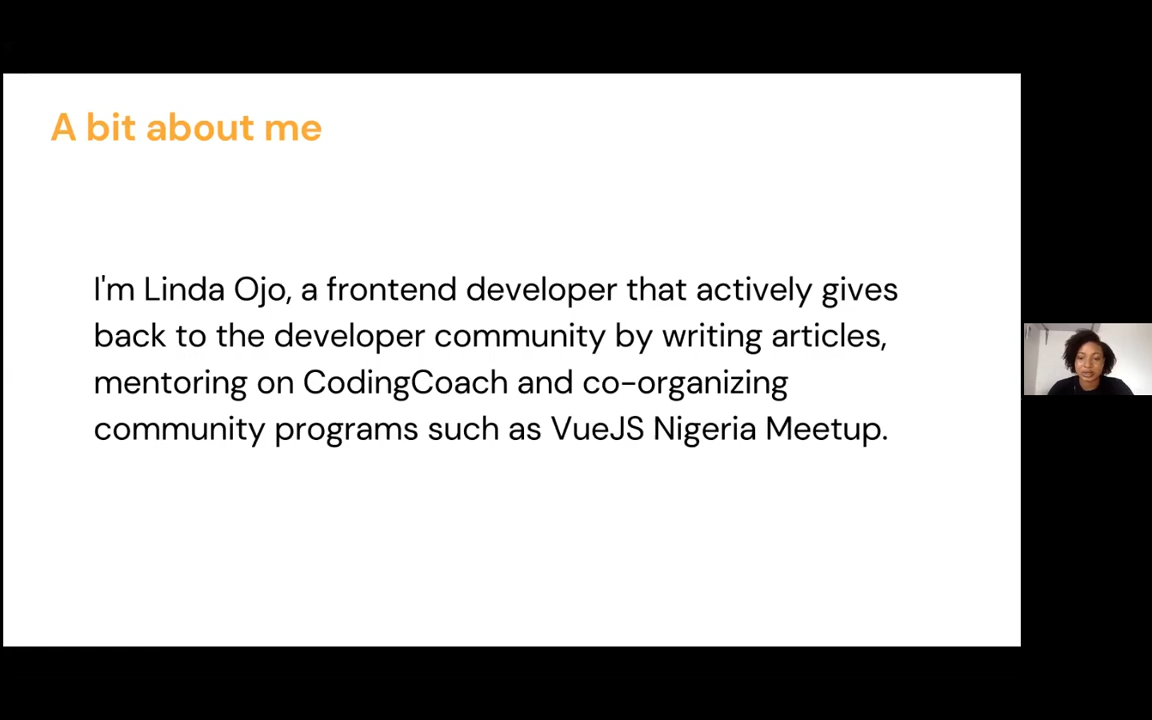 A bit about me
I'm Linda Ojo, a frontend developer that actively gives
back to the developer community by writing articles,
mentoring on CodingCoach and co-organizing
community programs such as VueJS Nigeria Meetup.